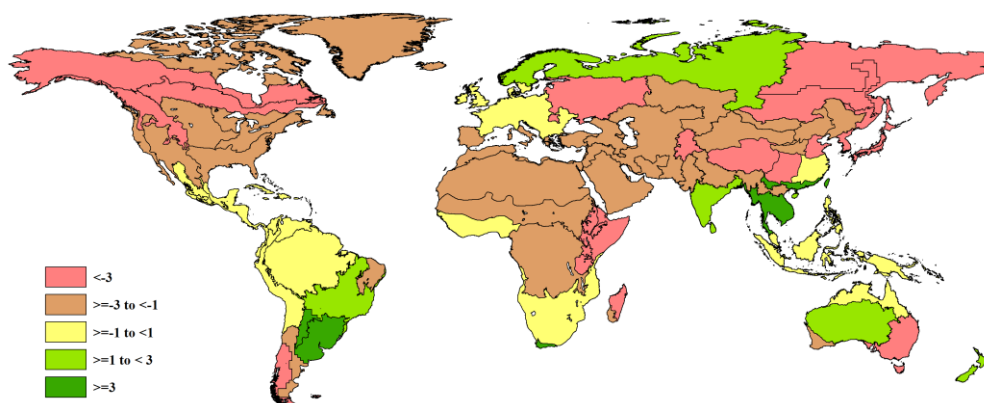 <-3
>=-3 to <-1
>=-1 to <1
>=1 to < 3
>=3